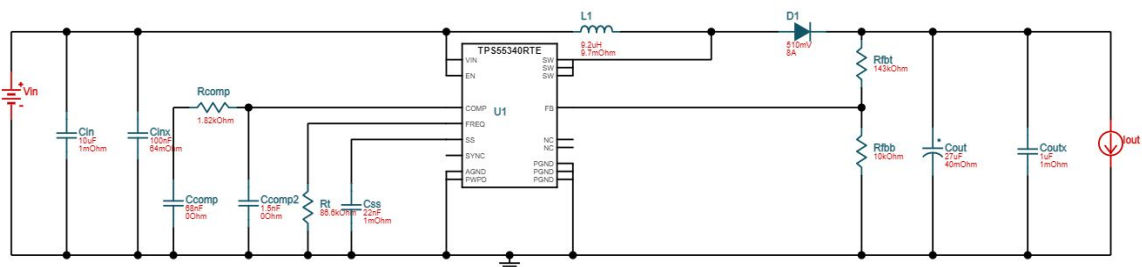 L1
9.2uH
9.7mOhm
D1
510mV
8A
TPS55340RTE
VIN
EN
COMP
FREQ
SS
SYNC
AGND
PWPD
SW
SW
SW
FB
NC
NC
PGND
PGND
PGND
U1
Vin
Cin
10uF
1mOhm
Cinx
100nF
64mOhm
Rcomp
1.82kOhm
Ccomp
68nF
0Ohm
Ccomp2
1.5nF
0Ohm
Rt
86.6kOhm
Css
22nF
1mOhm
Rfbt
143kOhm
Rfbb
10kOhm
Cout
27uF
40mOhm
Coutx
1uF
1mOhm
Iout